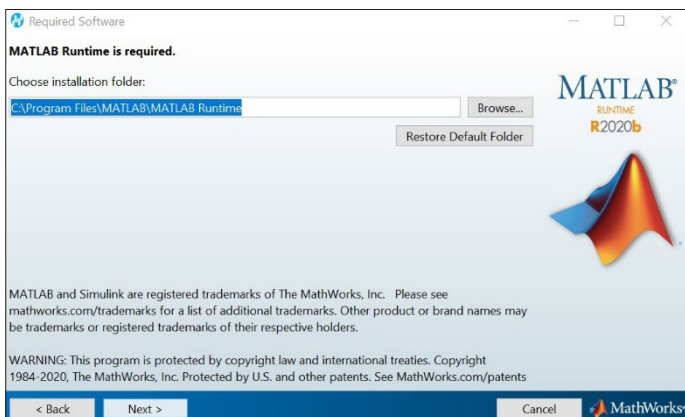 Required Software
MATLAB Runtime is required.
Choose installation folder:
C:\Program Files\MATLAB\MATLAB Runtime
Browse...
Restore Default Folder
MATLAB®
RUNTIME
R2020b
MATLAB and Simulink are registered trademarks of The MathWorks, Inc. Please see
mathworks.com/trademarks for a list of additional trademarks. Other product or brand names may
be trademarks or registered trademarks of their respective holders.
WARNING: This program is protected by copyright law and international treaties. Copyright
1984-2020, The MathWorks, Inc. Protected by U.S. and other patents. See MathWorks.com/patents
< Back
Next >
Cancel
MathWorks®